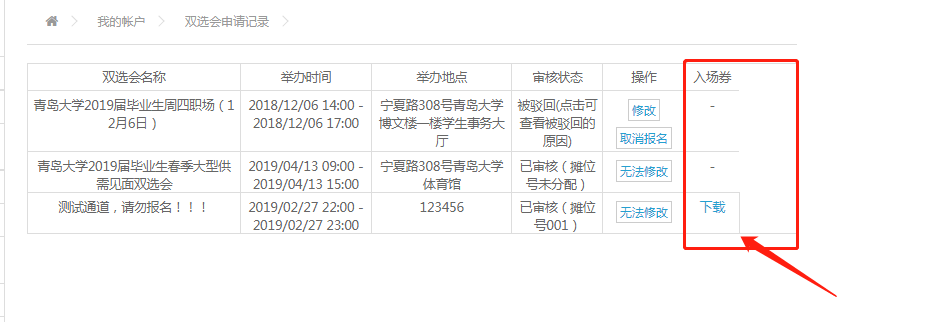 我的帐户 双选会申请记录
双选会名称 举办时间 举办地点 审核状态 操作 入场券
青岛大学2019届毕业生周四职场（1
2月6日）
2018/12/06 14:00 -
2018/12/06 17:00
宁夏路308号青岛大学
博文楼一楼学生事务大
厅
被驳回(点击可
查看被驳回的
原因)
修改
取消报名
-
青岛大学2019届毕业生春季大型供
需见面双选会
2019/04/13 09:00 -
2019/04/13 15:00
宁夏路308号青岛大学
体育馆
已审核（摊位
号未分配）
无法修改
-
测试通道，请勿报名！！！
2019/02/27 22:00 -
2019/02/27 23:00
123456
已审核（摊位
号001）
无法修改
下载